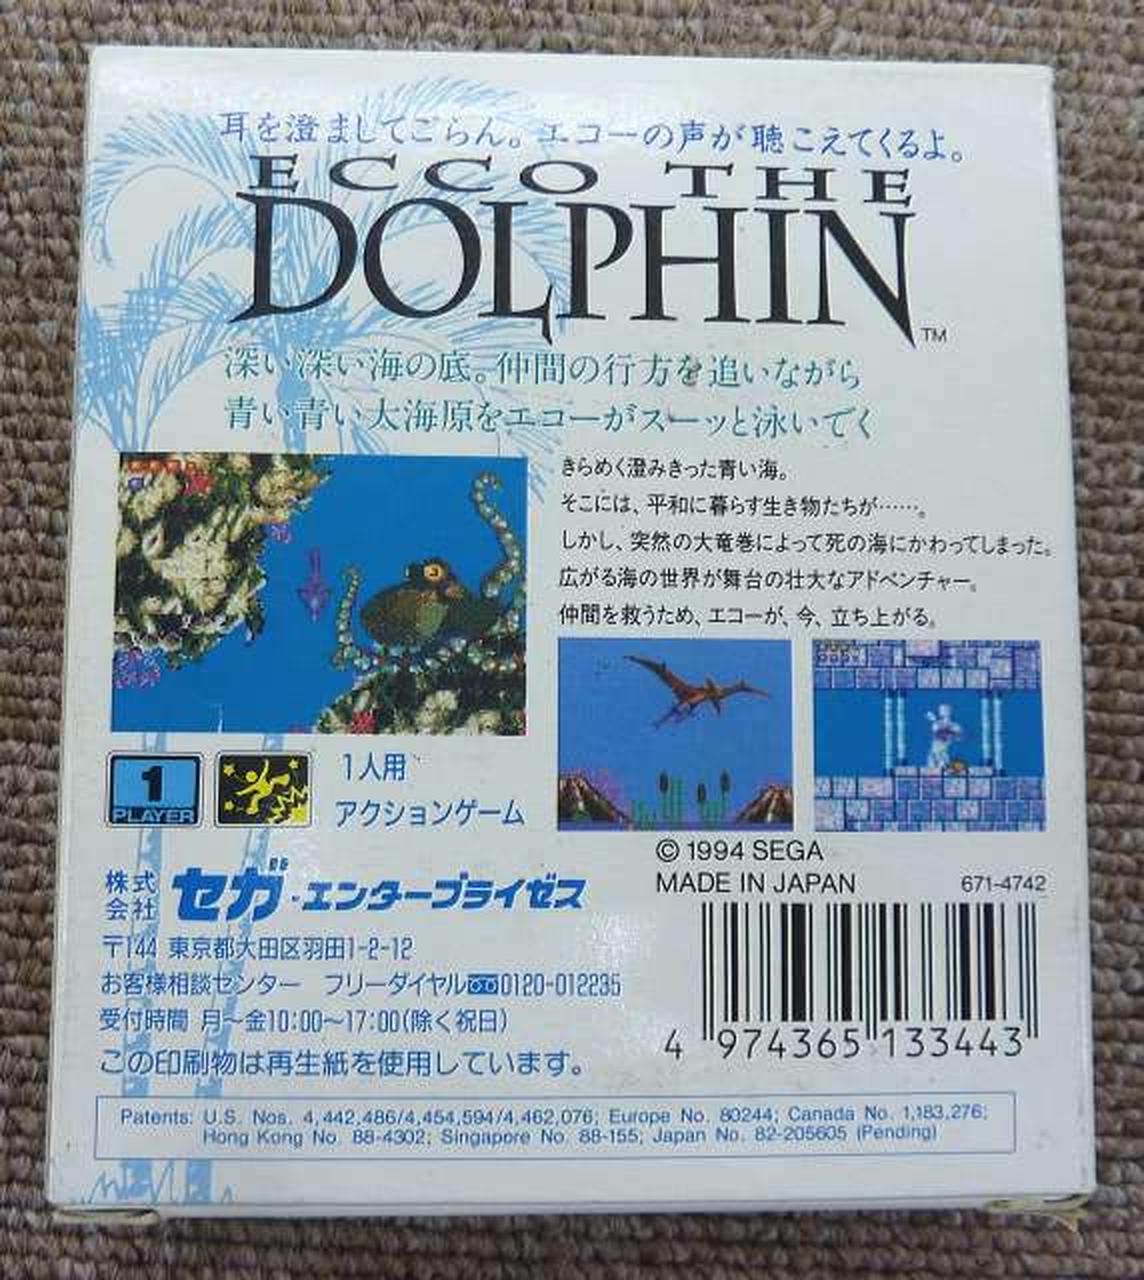 耳を澄ましてごらん。エコーの声が聴こえてくるよ。
ECCO THE
DOLPHIN™
深い深い海の底。仲間の行方を追いながら
青い青い大海原をエコーがスーッと泳いでく
きらめく澄みきった青い海。
そこには、平和に暮らす生き物たちが……。
しかし、突然の大竜巻によって死の海にかわってしまった。
広がる海の世界が舞台の壮大なアドベンチャー。
仲間を救うため、エコーが、今、立ち上がる。
1
PLAYER
1人用
アクションゲーム
© 1994 SEGA
MADE IN JAPAN
671-4742
株式会社 セガ・エンタープライゼス
〒144 東京都大田区羽田1-2-12
お客様相談センター フリーダイヤル0120-012235
受付時間 月〜金10:00〜17:00(除く祝日)
この印刷物は再生紙を使用しています。
4 974365 133443
Patents: U.S. Nos. 4,442,486/4,454,594/4,462,076; Europe No. 80244; Canada No. 1,183,276;
Hong Kong No. 88-4302; Singapore No. 88-155; Japan No. 82-205605 (Pending)